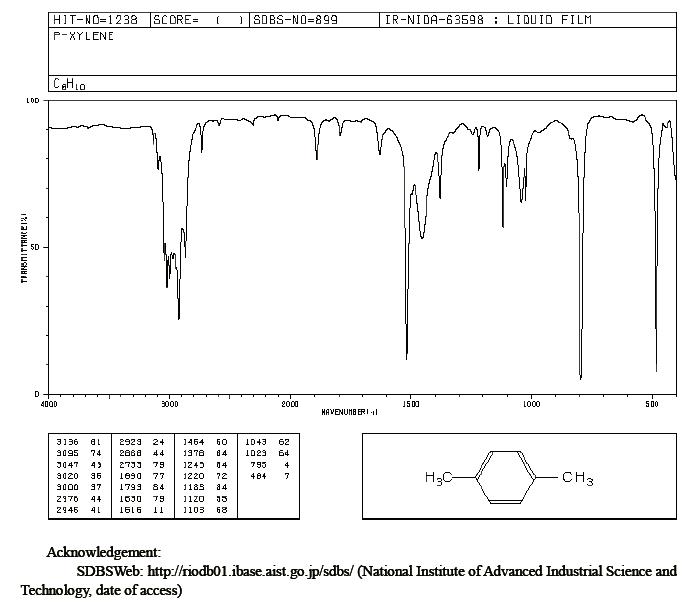 HIT-NO=1238 SCORE= ( ) SDBS-NO=899 IR-NIDA-63598 : LIQUID FILM
P-XYLENE
C8H10
100
TRANSMITTANCE(%)
50
0
4000 3000 2000 1500 1000 500
WAVENUMBER(-1)
3136 81 2923 24 1464 60 1043 62
3095 74 2868 44 1378 64 1023 64
3047 43 2733 79 1245 84 795 4
3020 36 1890 77 1220 72 484 7
3000 37 1793 84 1185 84
2976 44 1630 79 1120 55
2946 41 1516 11 1103 68
H3C CH3
Acknowledgement:
SDBSWeb: http://riodb01.ibase.aist.go.jp/sdbs/ (National Institute of Advanced Industrial Science and
Technology, date of access)